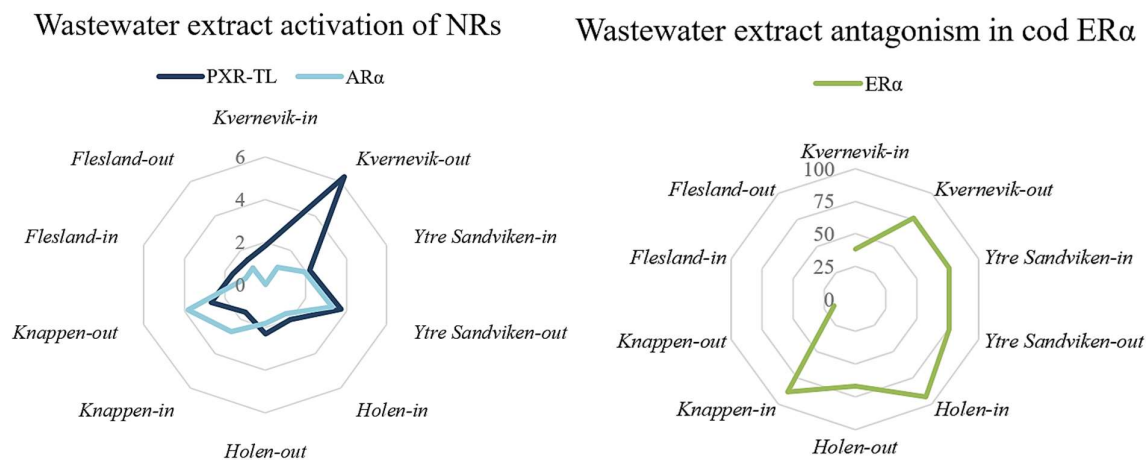 Wastewater extract activation of NRs
PXR-TL
ARα
Kvernevik-in
Kvernevik-out
Ytre Sandviken-in
Ytre Sandviken-out
Holen-in
Holen-out
Knappen-in
Knappen-out
Flesland-in
Flesland-out
6
4
2
0
Wastewater extract antagonism in cod ERα
ERα
Kvernevik-in
Kvernevik-out
Ytre Sandviken-in
Ytre Sandviken-out
Holen-in
Holen-out
Knappen-in
Knappen-out
Flesland-in
Flesland-out
100
75
50
25
0